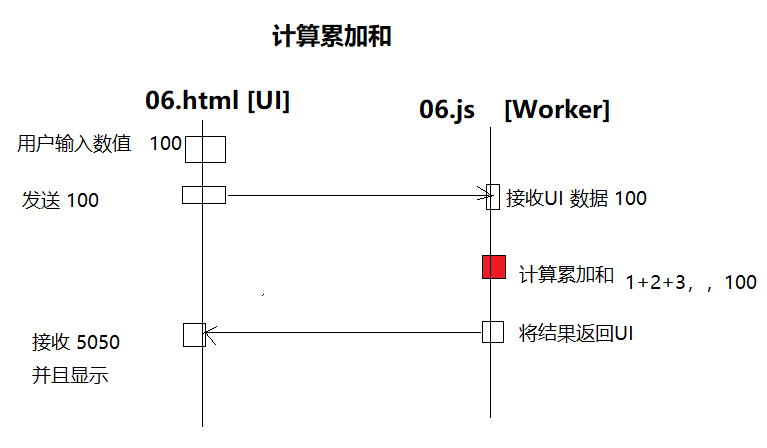 计算累加和
06.html [UI]
06.js [Worker]
用户输入数值 100
发送 100
接收UI 数据 100
计算累加和 1+2+3，，100
接收 5050
并且显示
将结果返回UI